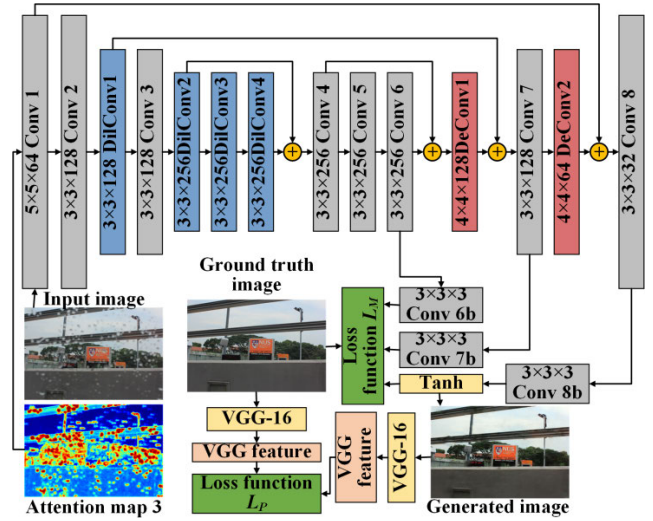 5×5×64 Conv 1
3×3×128 Conv 2
3×3×128 DilConv1
3×3×128 Conv 3
3×3×256DilConv2
3×3×256DilConv3
3×3×256DilConv4
+
3×3×256 Conv 4
3×3×256 Conv 5
3×3×256 Conv 6
+
4×4×128DeConv1
+
3×3×128 Conv 7
4×4×64 DeConv2
+
3×3×32 Conv 8
Input image
Attention map 3
Ground truth
image
VGG-16
VGG feature
Loss function
L_P
Loss
function L_M
3×3×3
Conv 6b
3×3×3
Conv 7b
Tanh
3×3×3
Conv 8b
VGG
feature
VGG-16
Generated image